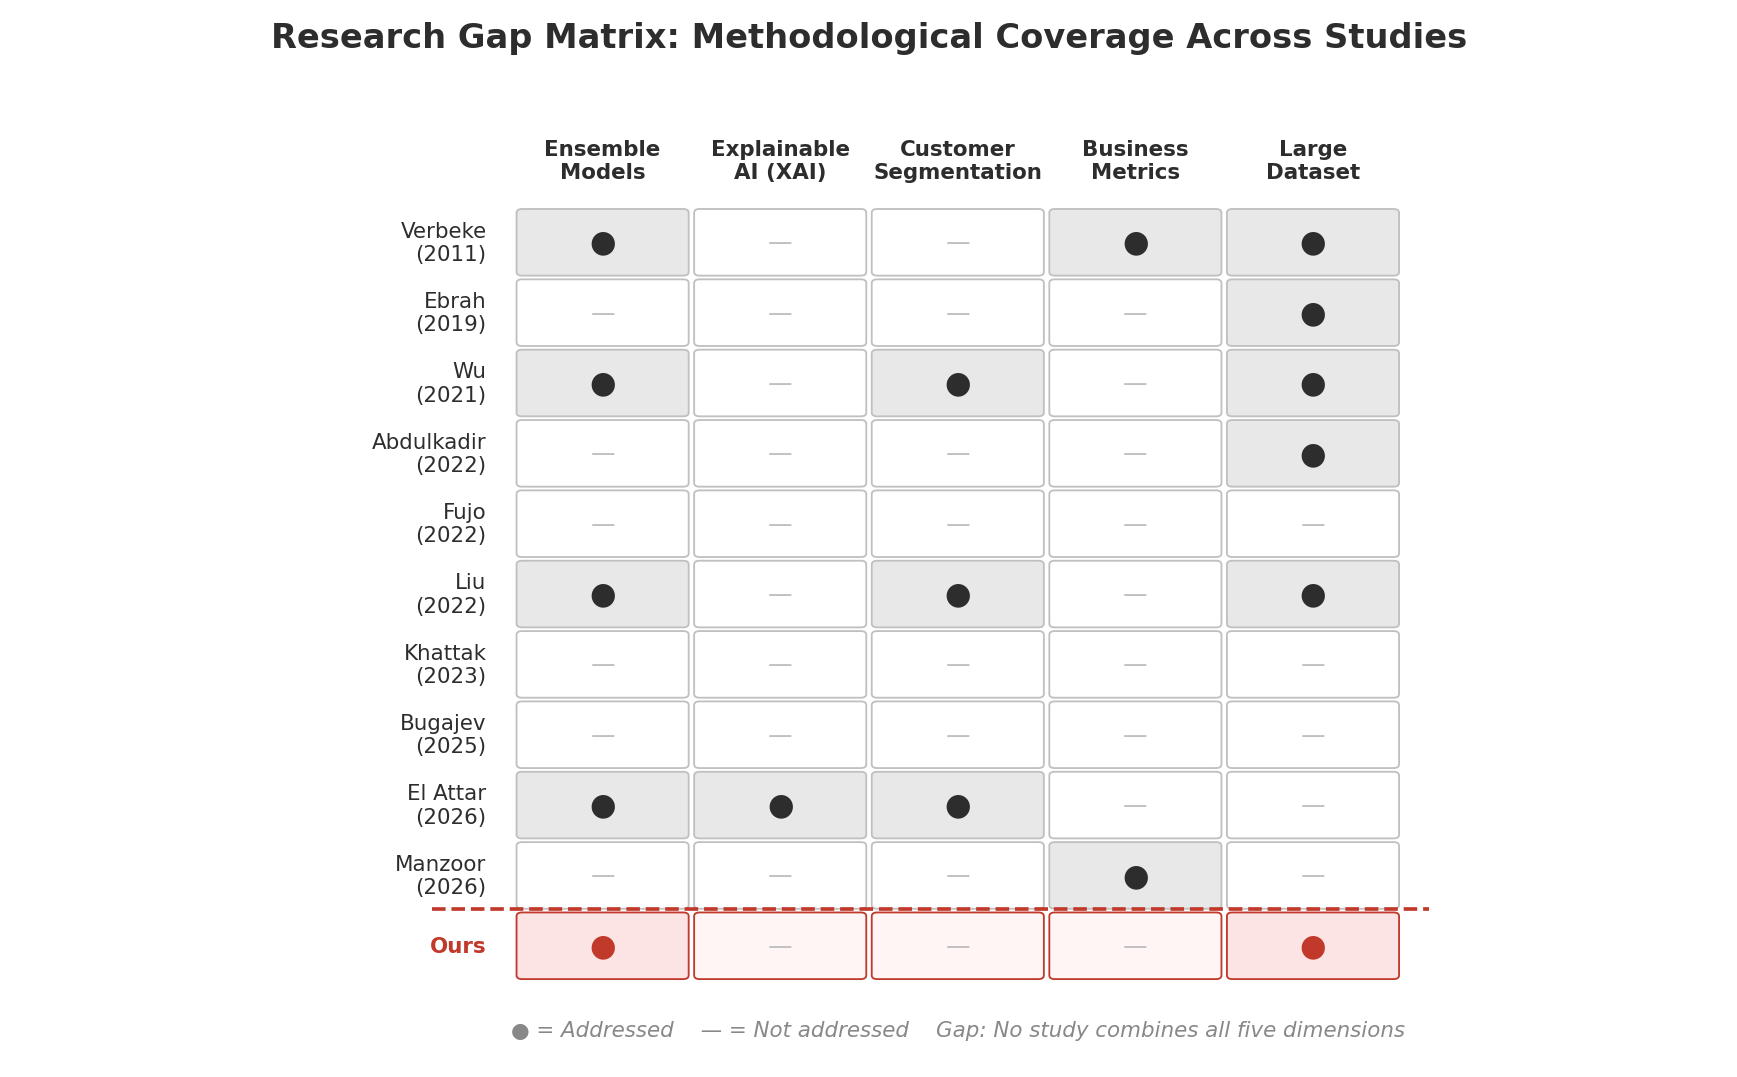 Research Gap Matrix: Methodological Coverage Across Studies
Ensemble Models
Explainable AI (XAI)
Customer Segmentation
Business Metrics
Large Dataset
Verbeke (2011) ● — — ● ●
Ebrah (2019) — — — — ●
Wu (2021) ● — ● — ●
Abdulkadir (2022) — — — — ●
Fujo (2022) — — — — —
Liu (2022) ● — ● — ●
Khattak (2023) — — — — —
Bugajev (2025) — — — — —
El Attar (2026) ● ● ● — —
Manzoor (2026) — — — ● —
Ours ● — — — ●
● = Addressed — = Not addressed Gap: No study combines all five dimensions